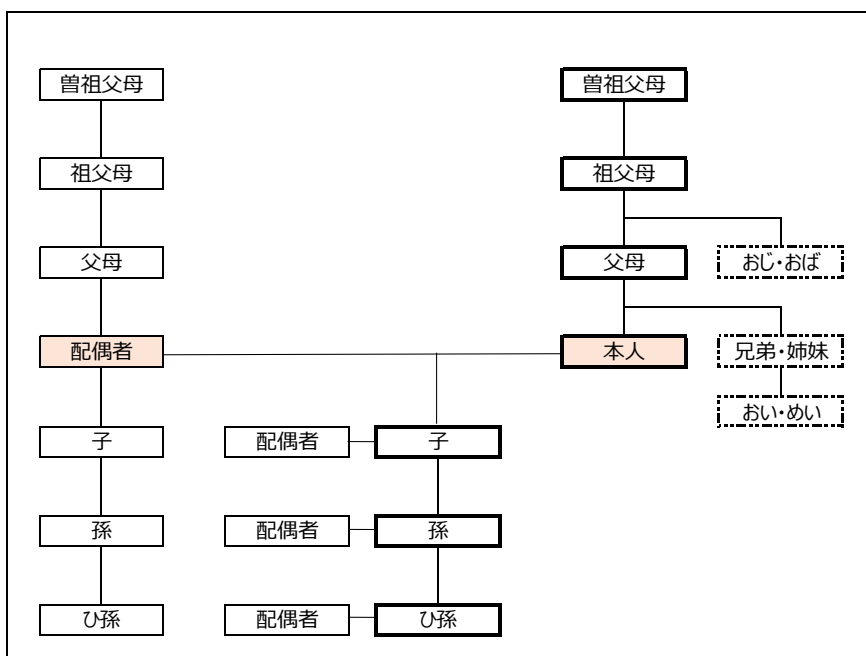 曽祖父母
曽祖父母
祖父母
祖父母
父母
父母
おじ・おば
配偶者
本人
兄弟・姉妹
おい・めい
子
配偶者
子
孫
配偶者
孫
ひ孫
配偶者
ひ孫